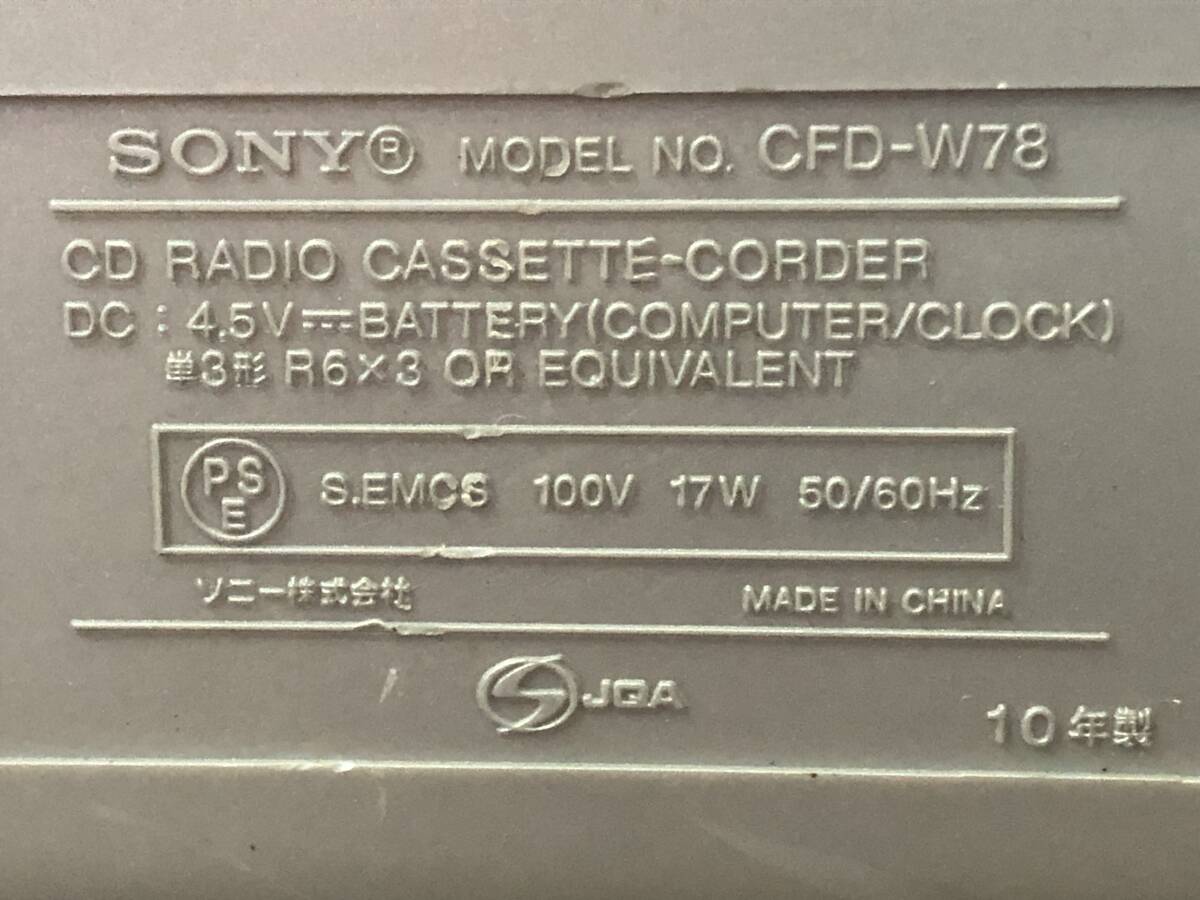 SONY® MODEL NO. CFD-W78
CD RADIO CASSETTE-CORDER
DC : 4.5V⎓BATTERY(COMPUTER/CLOCK)
単3形 R6×3 OR EQUIVALENT
PSE S.EMCS 100V 17W 50/60Hz
ソニー株式会社 MADE IN CHINA
S JQA
10年製